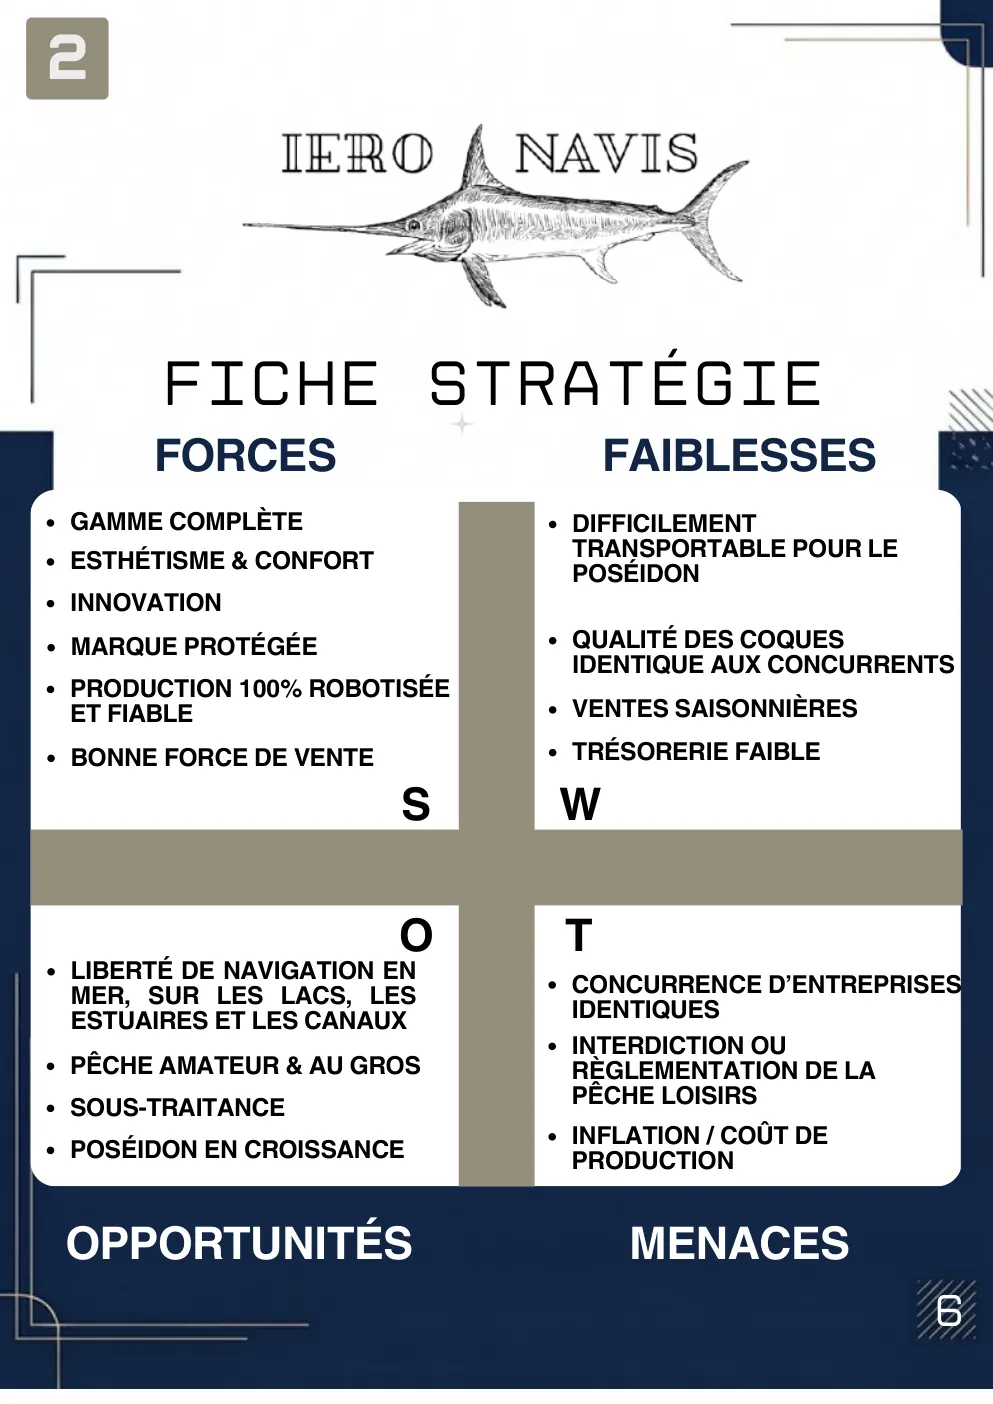 2
IERO NAVIS
FICHE STRATÉGIE
FORCES
• GAMME COMPLÈTE
• ESTHÉTISME & CONFORT
• INNOVATION
• MARQUE PROTÉGÉE
• PRODUCTION 100% ROBOTISÉE
ET FIABLE
• BONNE FORCE DE VENTE
S
FAIBLESSES
• DIFFICILEMENT
TRANSPORTABLE POUR LE
POSÉIDON
• QUALITÉ DES COQUES
IDENTIQUE AUX CONCURRENTS
• VENTES SAISONNIÈRES
• TRÉSORERIE FAIBLE
W
O
• LIBERTÉ DE NAVIGATION EN
MER, SUR LES LACS, LES
ESTUAIRES ET LES CANAUX
• PÊCHE AMATEUR & AU GROS
• SOUS-TRAITANCE
• POSÉIDON EN CROISSANCE
OPPORTUNITÉS
T
• CONCURRENCE D’ENTREPRISES
IDENTIQUES
• INTERDICTION OU
RÈGLEMENTATION DE LA
PÊCHE LOISIRS
• INFLATION / COÛT DE
PRODUCTION
MENACES
6